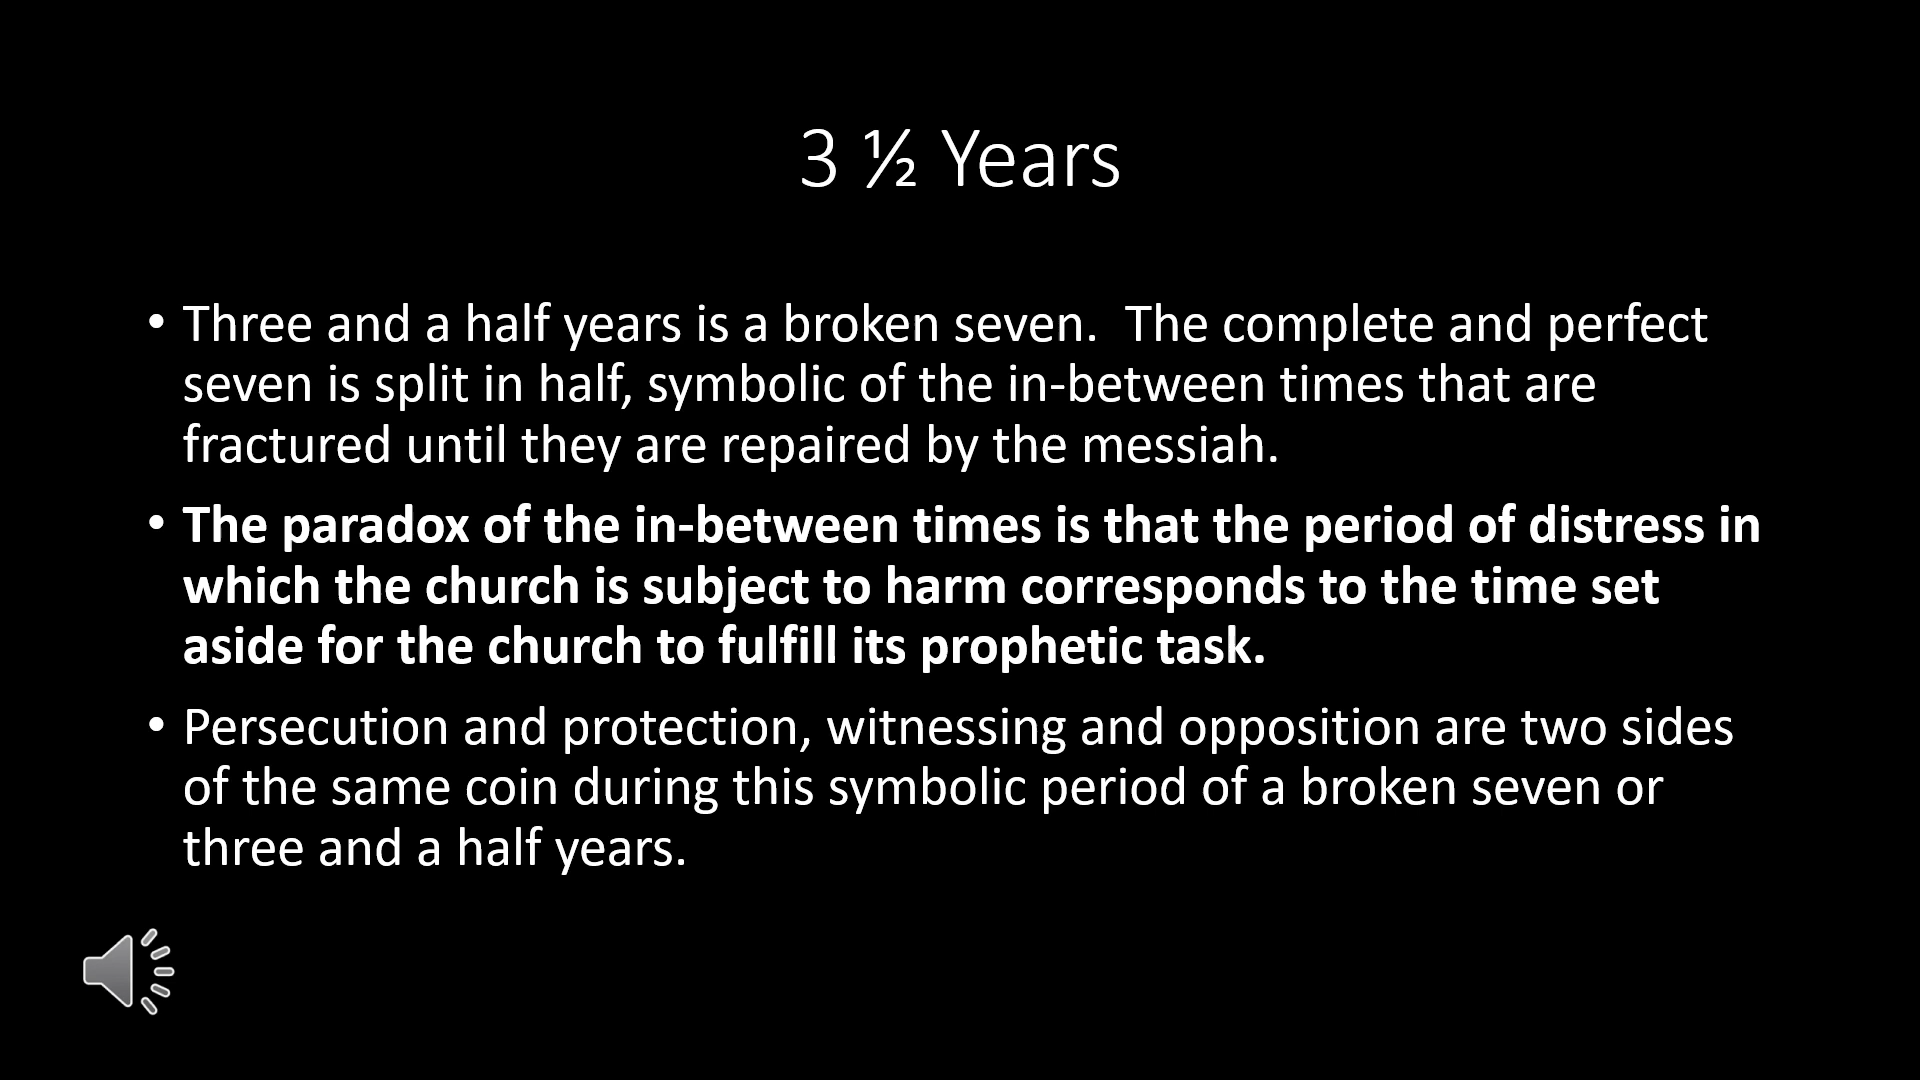 3 ½ Years
• Three and a half years is a broken seven.  The complete and perfect
seven is split in half, symbolic of the in-between times that are
fractured until they are repaired by the messiah.
• The paradox of the in-between times is that the period of distress in
which the church is subject to harm corresponds to the time set
aside for the church to fulfill its prophetic task.
• Persecution and protection, witnessing and opposition are two sides
of the same coin during this symbolic period of a broken seven or
three and a half years.